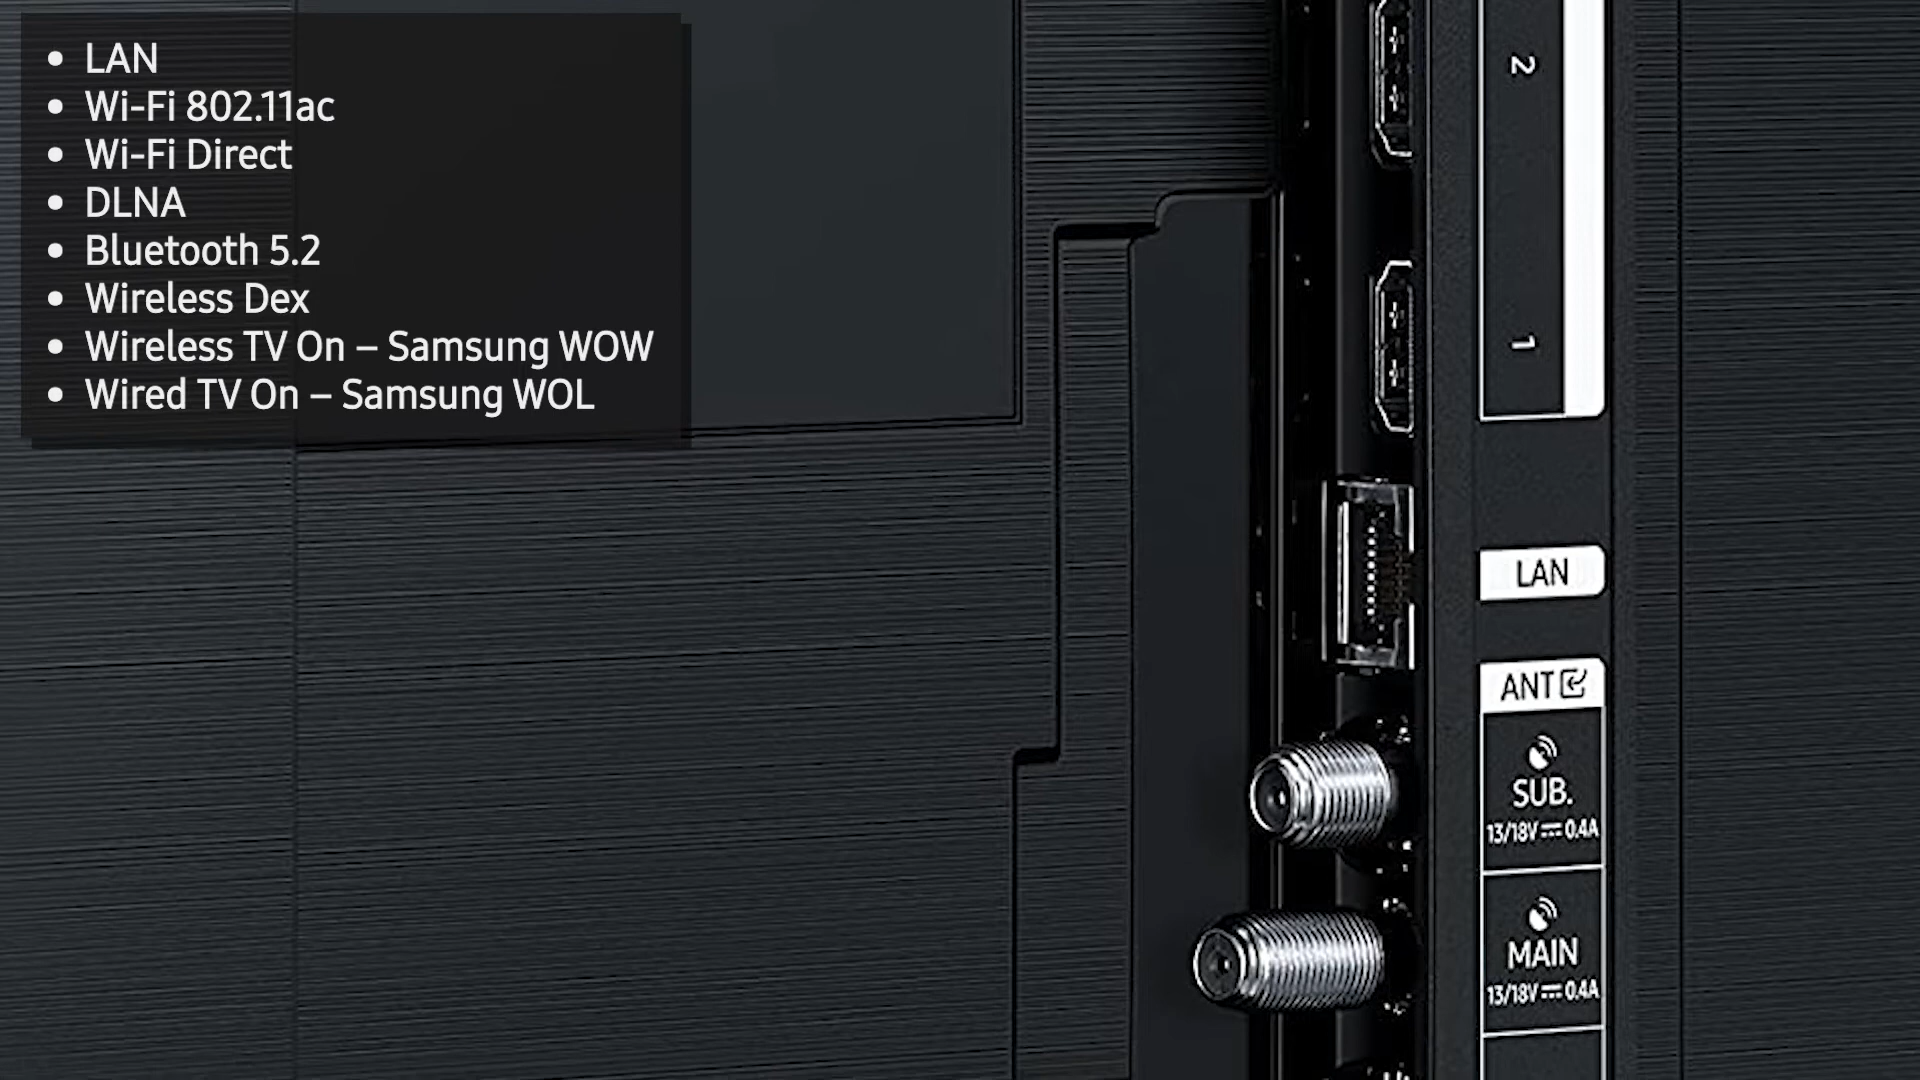 • LAN
• Wi-Fi 802.11ac
• Wi-Fi Direct
• DLNA
• Bluetooth 5.2
• Wireless Dex
• Wireless TV On – Samsung WOW
• Wired TV On – Samsung WOL
2
1
LAN
ANT
SUB.
13/18V 0.4A
MAIN
13/18V 0.4A